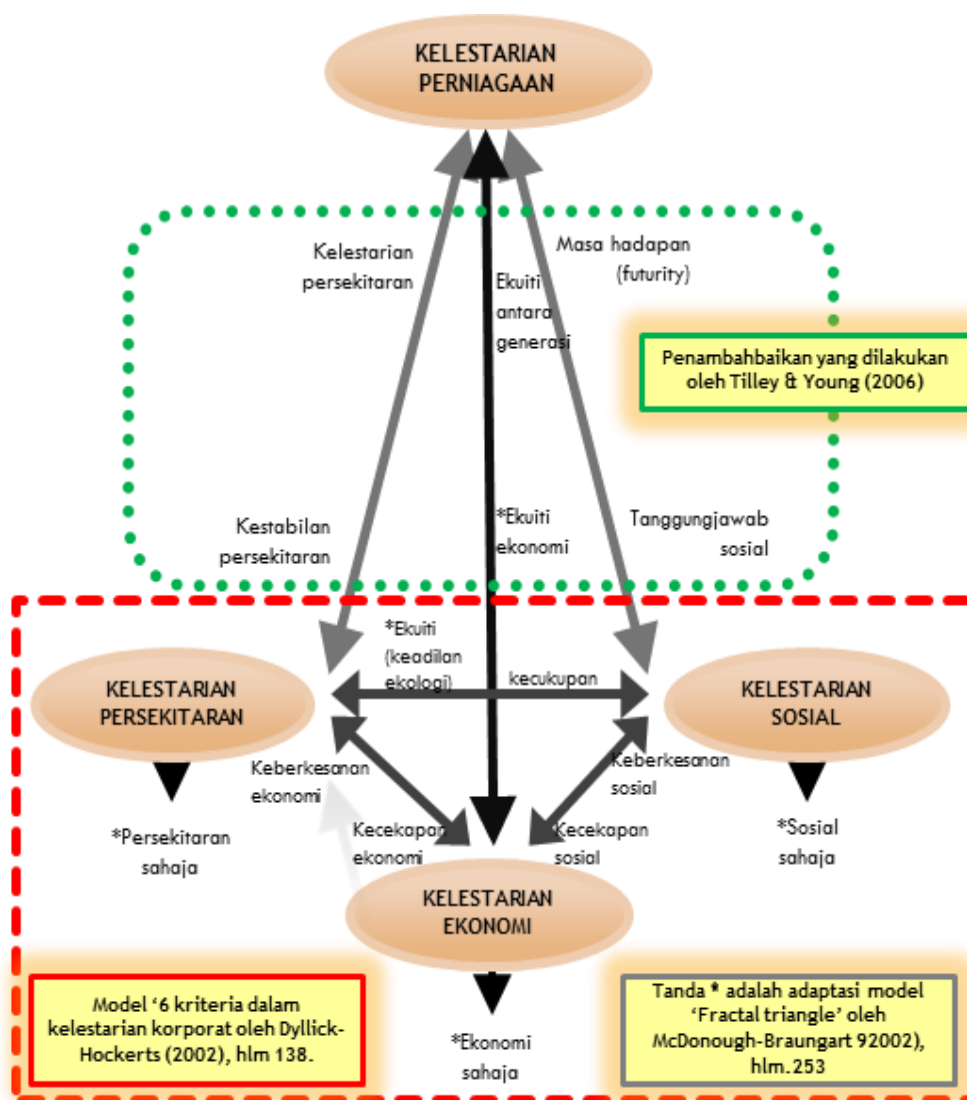 KELESTARIAN
PERNIAGAAN
Kelestarian
persekitaran
Masa hadapan
(futurity)
Ekuiti
antara
generasi
Penambahbaikan yang dilakukan
oleh Tilley & Young (2006)
Kestabilan
persekitaran
*Ekuiti
ekonomi
Tanggungjawab
sosial
*Ekuiti
(keadilan
ekologi)
kecukupan
KELESTARIAN
PERSEKITARAN
KELESTARIAN
SOSIAL
Keberkesanan
ekonomi
Keberkesanan
sosial
Kecekapan
ekonomi
Kecekapan
sosial
*Persekitaran
sahaja
*Sosial
sahaja
KELESTARIAN
EKONOMI
Model ‘6 kriteria dalam
kelestarian korporat oleh Dyllick-
Hockerts (2002), hlm 138.
*Ekonomi
sahaja
Tanda * adalah adaptasi model
‘Fractal triangle’ oleh
McDonough-Braungart 92002),
hlm.253